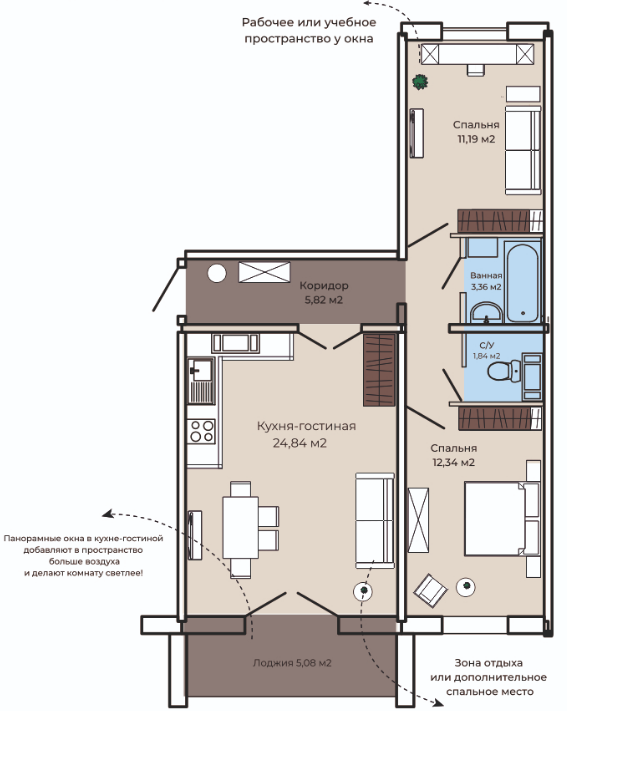 Рабочее или учебное
пространство у окна
Спальня
11,19 м2
Ванная
3,36 м2
Коридор
5,82 м2
С/У
1,84 м2
Кухня-гостиная
24,84 м2
Спальня
12,34 м2
Панорамные окна в кухне-гостиной
добавляют в пространство
больше воздуха
и делают комнату светлее!
Лоджия 5,08 м2
Зона отдыха
или дополнительное
спальное место